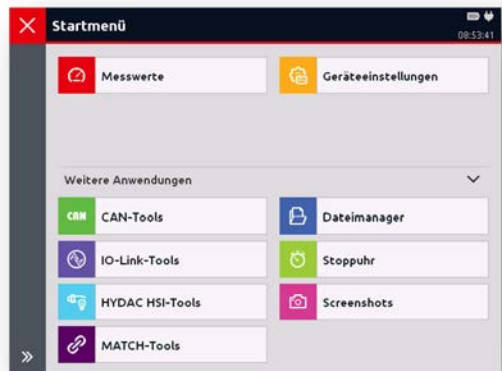 Startmenü
08:53:41
Messwerte
Geräteeinstellungen
Weitere Anwendungen
CAN CAN-Tools
Dateimanager
IO-Link-Tools
Stoppuhr
HYDAC HSI-Tools
Screenshots
MATCH-Tools